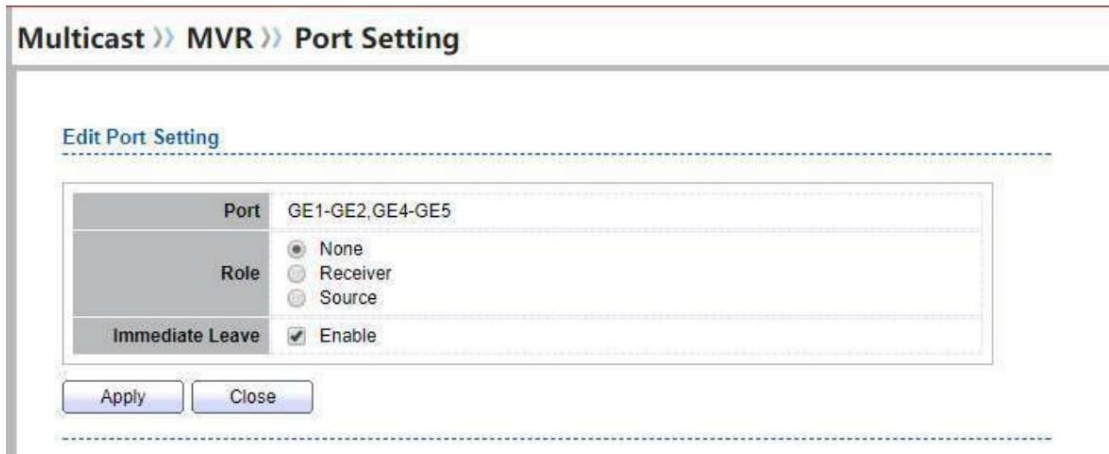 Multicast 》 MVR 》 Port Setting
Edit Port Setting
Port GE1-GE2,GE4-GE5
Role
None
Receiver
Source
Immediate Leave Enable
Apply Close